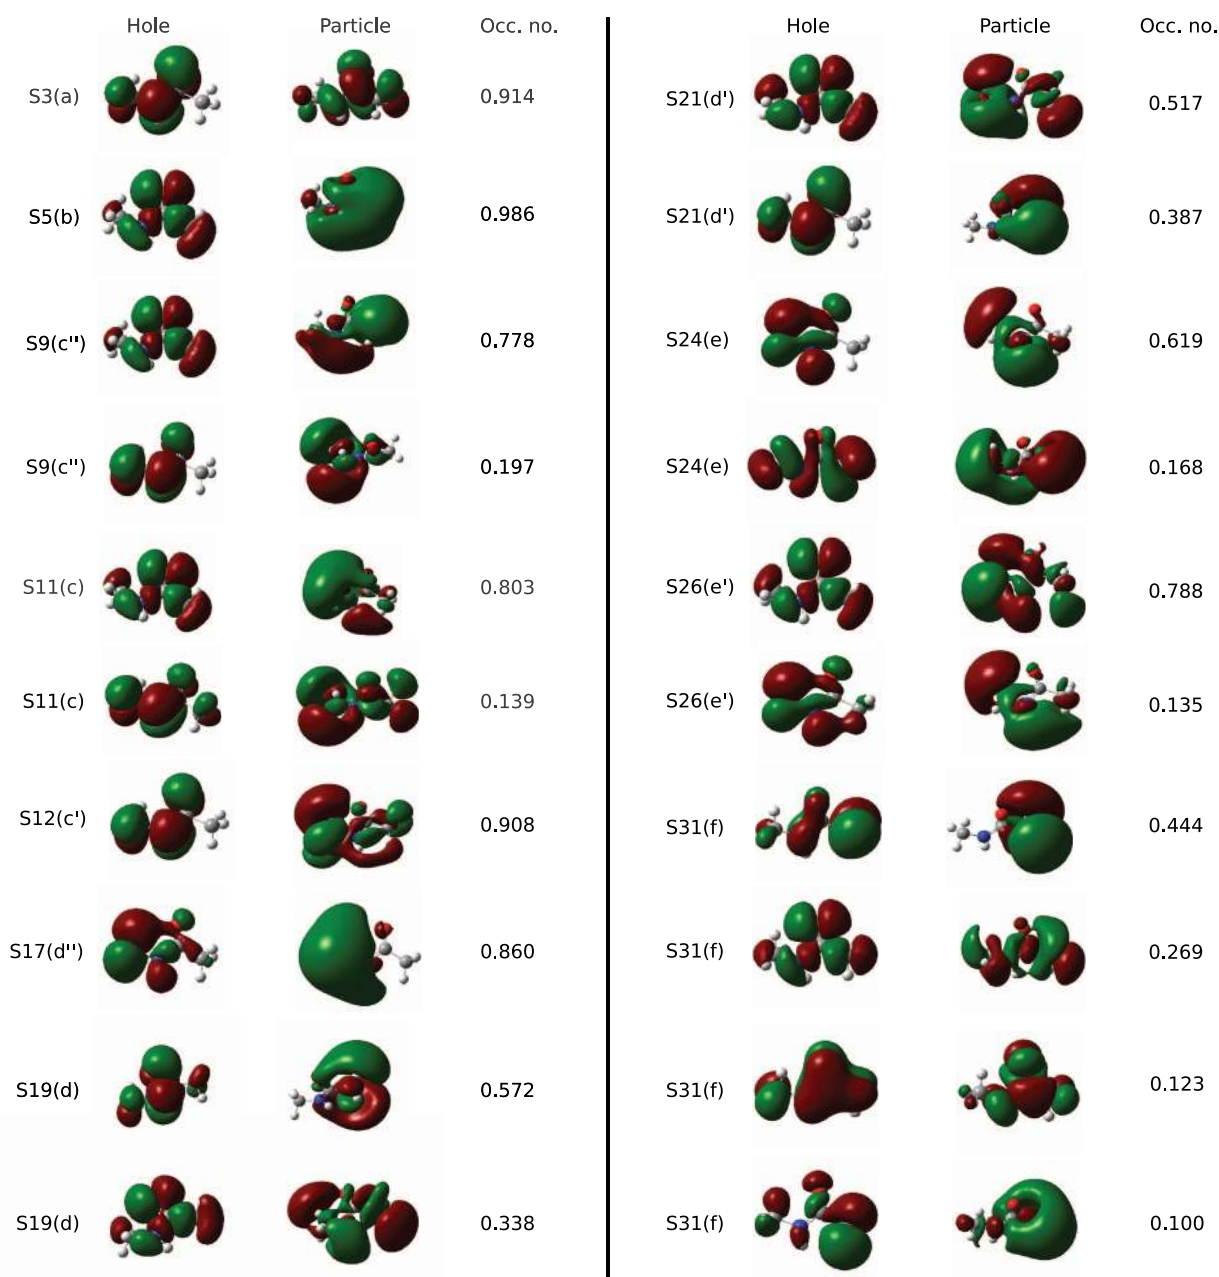 Hole Particle Occ. no.
S3(a) 0.914
S5(b) 0.986
S9(c'') 0.778
S9(c'') 0.197
S11(c) 0.803
S11(c) 0.139
S12(c') 0.908
S17(d'') 0.860
S19(d) 0.572
S19(d) 0.338
Hole Particle Occ. no.
S21(d') 0.517
S21(d') 0.387
S24(e) 0.619
S24(e) 0.168
S26(e') 0.788
S26(e') 0.135
S31(f) 0.444
S31(f) 0.269
S31(f) 0.123
S31(f) 0.100